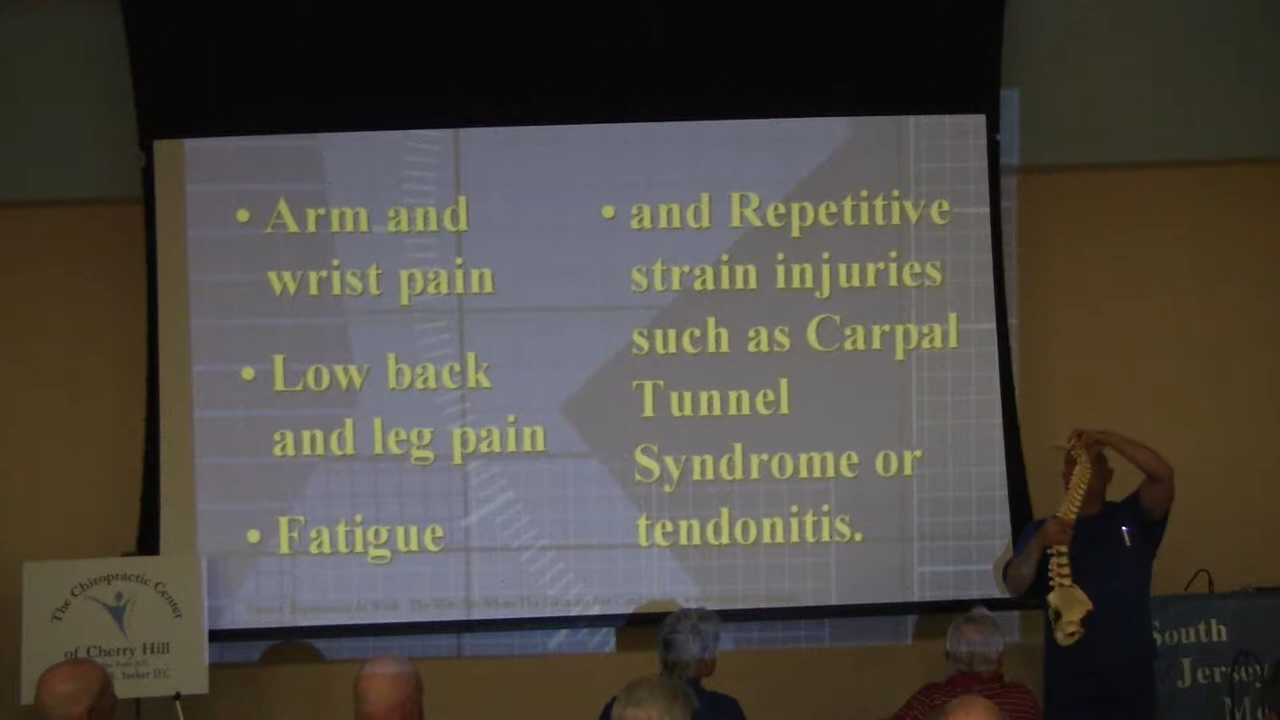 • Arm and
wrist pain
• Low back
and leg pain
• Fatigue
• and Repetitive
strain injuries
such as Carpal
Tunnel
Syndrome or
tendonitis.
The Chiropractic Center
of Cherry Hill
South
Jersey